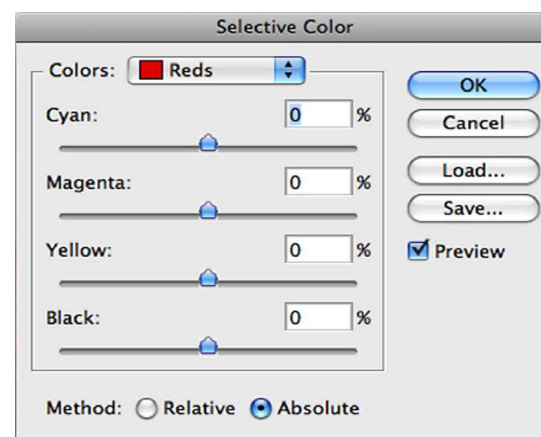 Selective Color
Colors: Reds
OK
Cyan: 0 %
Cancel
Load...
Magenta: 0 %
Save...
Yellow: 0 %
Preview
Black: 0 %
Method: Relative Absolute